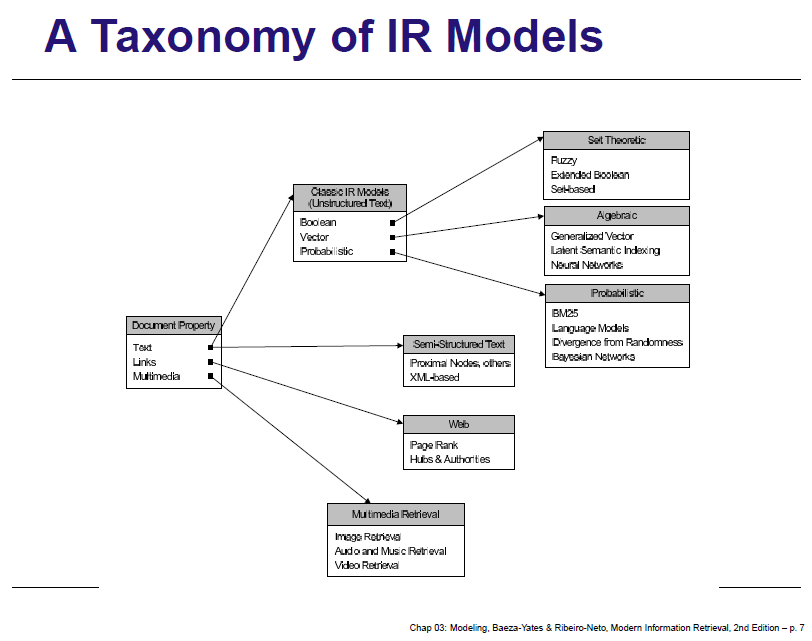 A Taxonomy of IR Models
Set Theoretic
Fuzzy
Extended Boolean
Set-based
Classic IR Models
(Unstructured Text)
Boolean
Vector
Probabilistic
Algebraic
Generalized Vector
Latent Semantic Indexing
Neural Networks
Probabilistic
BM25
Language Models
Divergence from Randomness
Bayesian Networks
Document Property
Text
Links
Multimedia
Semi-Structured Text
Proximal Nodes, others
XML-based
Web
Page Rank
Hubs & Authorities
Multimedia Retrieval
Image Retrieval
Audio and Music Retrieval
Video Retrieval
Chap 03: Modeling, Baeza-Yates & Ribeiro-Neto, Modern Information Retrieval, 2nd Edition – p. 7